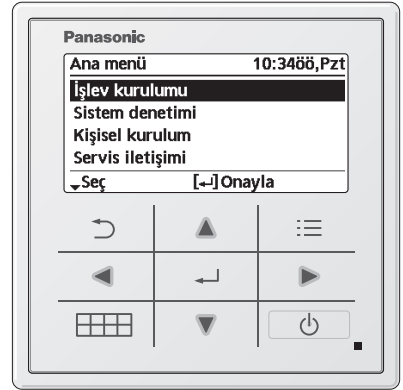 Panasonic
Ana menü 10:34öö,Pzt
İşlev kurulumu
Sistem denetimi
Kişisel kurulum
Servis iletişimi
Seç [↵] Onayla